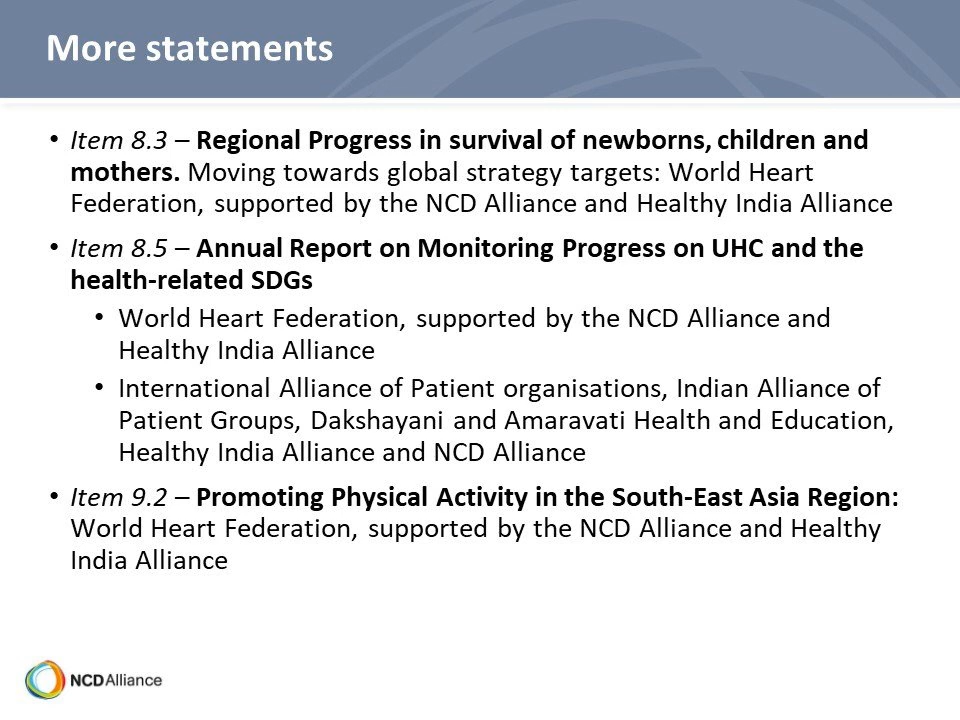 More statements
• Item 8.3 – Regional Progress in survival of newborns, children and
mothers. Moving towards global strategy targets: World Heart
Federation, supported by the NCD Alliance and Healthy India Alliance
• Item 8.5 – Annual Report on Monitoring Progress on UHC and the
health-related SDGs
• World Heart Federation, supported by the NCD Alliance and
Healthy India Alliance
• International Alliance of Patient organisations, Indian Alliance of
Patient Groups, Dakshayani and Amaravati Health and Education,
Healthy India Alliance and NCD Alliance
• Item 9.2 – Promoting Physical Activity in the South-East Asia Region:
World Heart Federation, supported by the NCD Alliance and Healthy
India Alliance
NCDAlliance